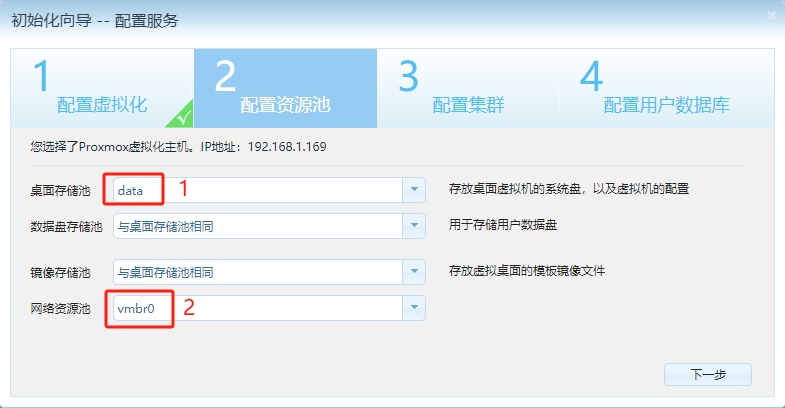 初始化向导 -- 配置服务
1 配置虚拟化 2 配置资源池 3 配置集群 4 配置用户数据库
您选择了Proxmox虚拟化主机。IP地址：192.168.1.169
桌面存储池 data 1 存放桌面虚拟机的系统盘，以及虚拟机的配置
数据盘存储池 与桌面存储池相同 用于存储用户数据盘
镜像存储池 与桌面存储池相同 存放虚拟桌面的模板镜像文件
网络资源池 vmbr0 2
下一步